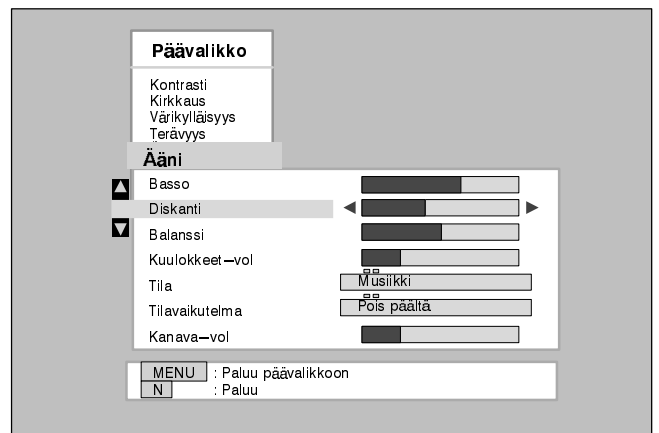 Päävalikko
Kontrasti
Kirkkaus
Värikylläisyys
Terävyys
Ääni
Basso
Diskanti
Balanssi
Kuulokkeet–vol
Tila Musiikki
Tilavaikutelma Pois päältä
Kanava–vol
MENU : Paluu päävalikkoon
N : Paluu